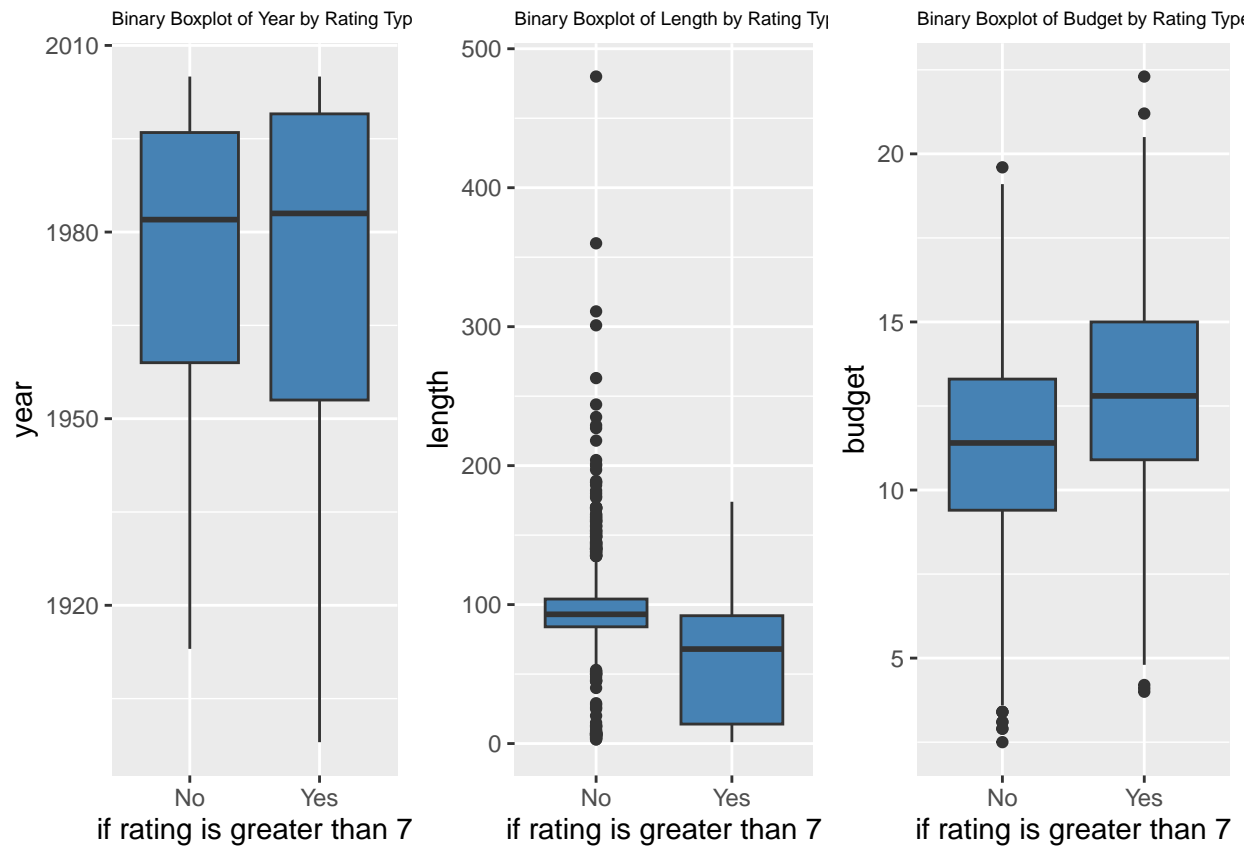 Binary Boxplot of Year by Rating Typ
2010
1980
1950
1920
year
No Yes
if rating is greater than 7
Binary Boxplot of Length by Rating Typ
500
400
300
200
100
0
length
No Yes
if rating is greater than 7
Binary Boxplot of Budget by Rating Type
20
15
10
5
budget
No Yes
if rating is greater than 7